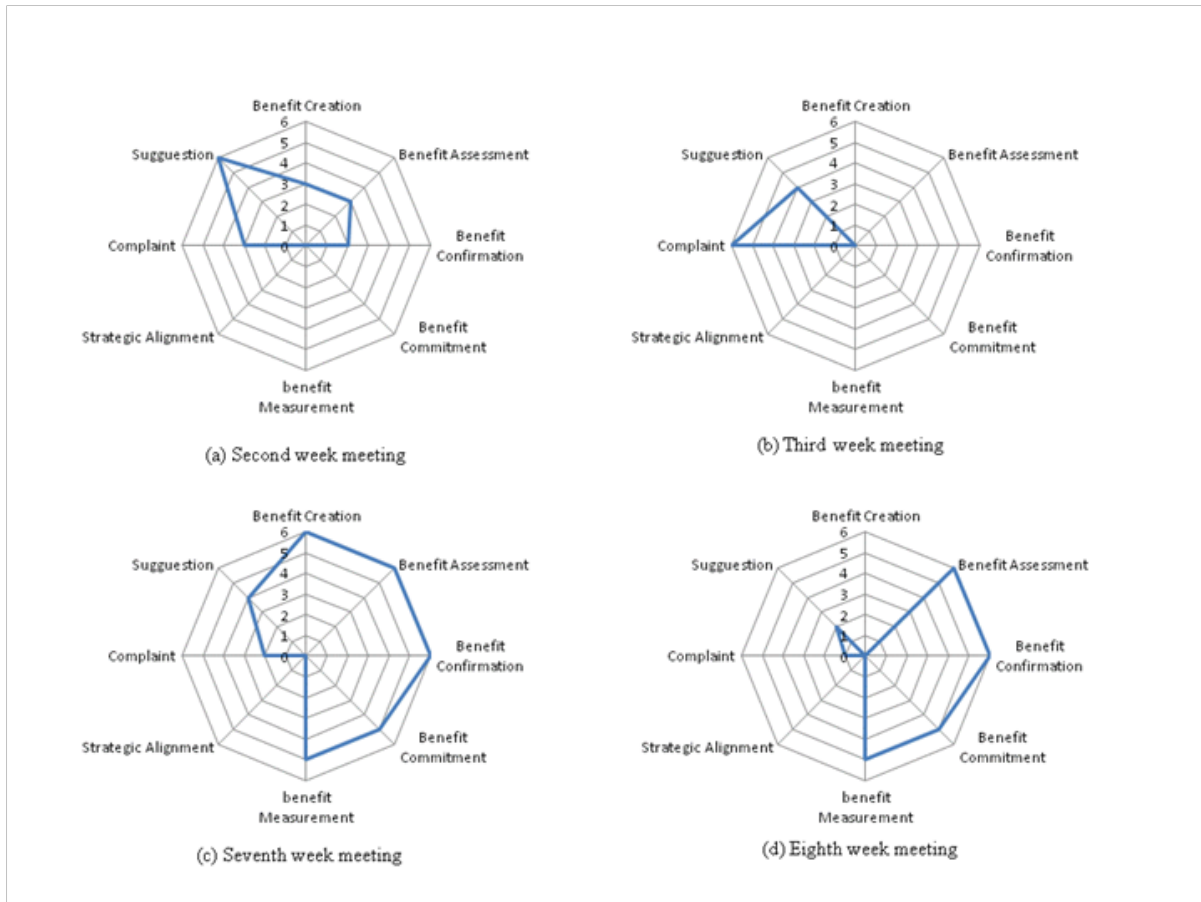 Benefit Creation
6
5
4
3
2
1
0
Sugguestion
Benefit Assessment
Complaint
Benefit
Confirmation
Strategic Alignment
Benefit
Commitment
benefit
Measurement
(a) Second week meeting
Benefit Creation
6
5
4
3
2
1
0
Sugguestion
Benefit Assessment
Complaint
Benefit
Confirmation
Strategic Alignment
Benefit
Commitment
benefit
Measurement
(b) Third week meeting
Benefit Creation
6
5
4
3
2
1
0
Sugguestion
Benefit Assessment
Complaint
Benefit
Confirmation
Strategic Alignment
Benefit
Commitment
benefit
Measurement
(c) Seventh week meeting
Benefit Creation
6
5
4
3
2
1
0
Sugguestion
Benefit Assessment
Complaint
Benefit
Confirmation
Strategic Alignment
Benefit
Commitment
benefit
Measurement
(d) Eighth week meeting